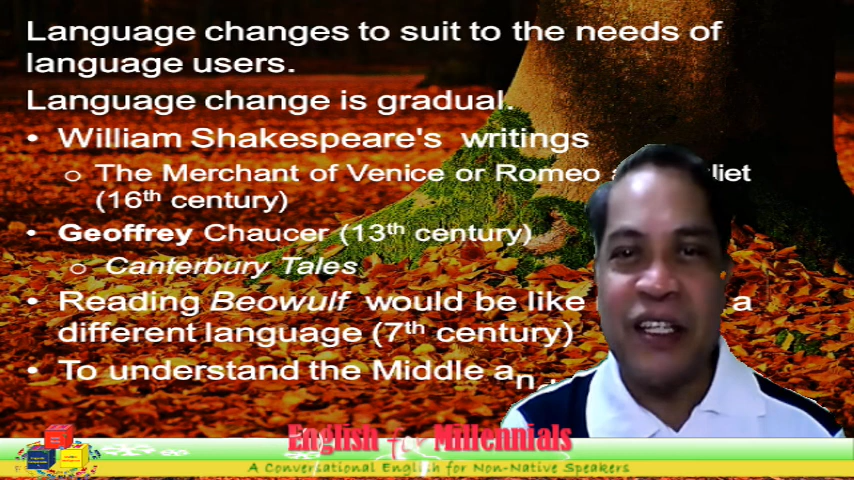 Language changes to suit to the needs of
language users.
Language change is gradual.
• William Shakespeare's writings
o The Merchant of Venice or Romeo
(16th century)
• Geoffrey Chaucer (13th century)
o Canterbury Tales
• Reading Beowulf would be like a
different language (7th century)
• To understand the Middle
English for Millennials
A Conversational English for Non-Native Speakers